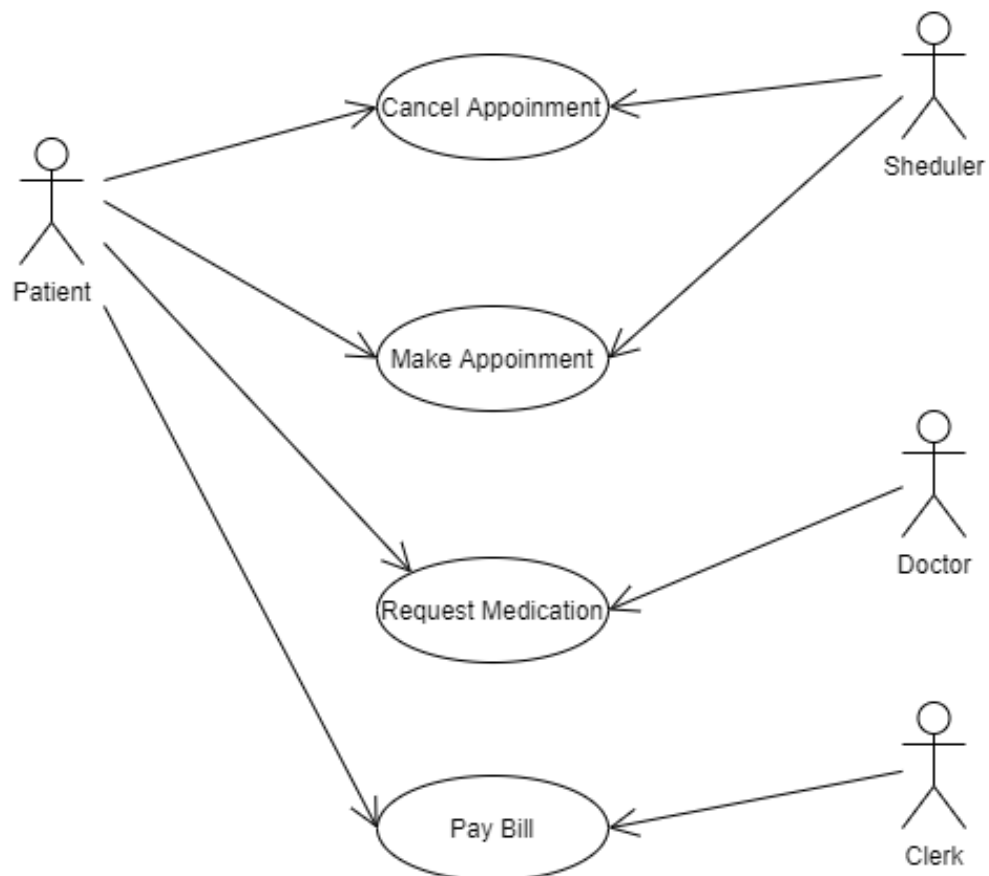 Cancel Appoinment
Sheduler
Patient
Make Appoinment
Doctor
Request Medication
Pay Bill
Clerk